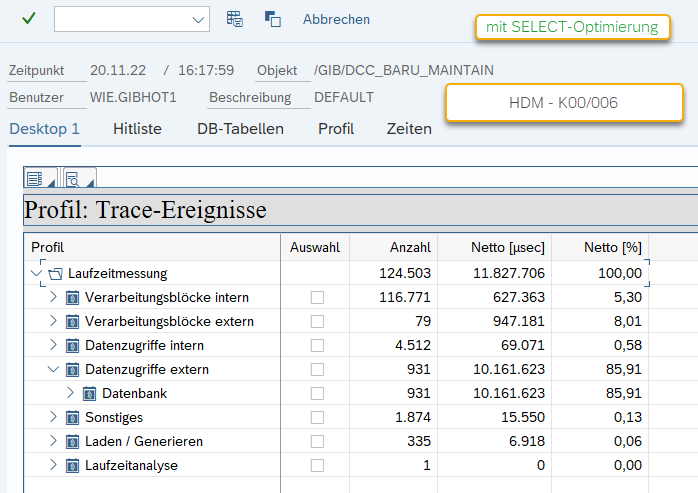 Abbrechen
mit SELECT-Optimierung
Zeitpunkt 20.11.22 / 16:17:59 Objekt /GIB/DCC_BARU_MAINTAIN
Benutzer WIE.GIBHOT1 Beschreibung DEFAULT
HDM - K00/006
Desktop 1 Hitliste DB-Tabellen Profil Zeiten
Profil: Trace-Ereignisse
Profil Auswahl Anzahl Netto [µsec] Netto [%]
Laufzeitmessung 124.503 11.827.706 100,00
Verarbeitungsblöcke intern 116.771 627.363 5,30
Verarbeitungsblöcke extern 79 947.181 8,01
Datenzugriffe intern 4.512 69.071 0,58
Datenzugriffe extern 931 10.161.623 85,91
Datenbank 931 10.161.623 85,91
Sonstiges 1.874 15.550 0,13
Laden / Generieren 335 6.918 0,06
Laufzeitanalyse 1 0 0,00